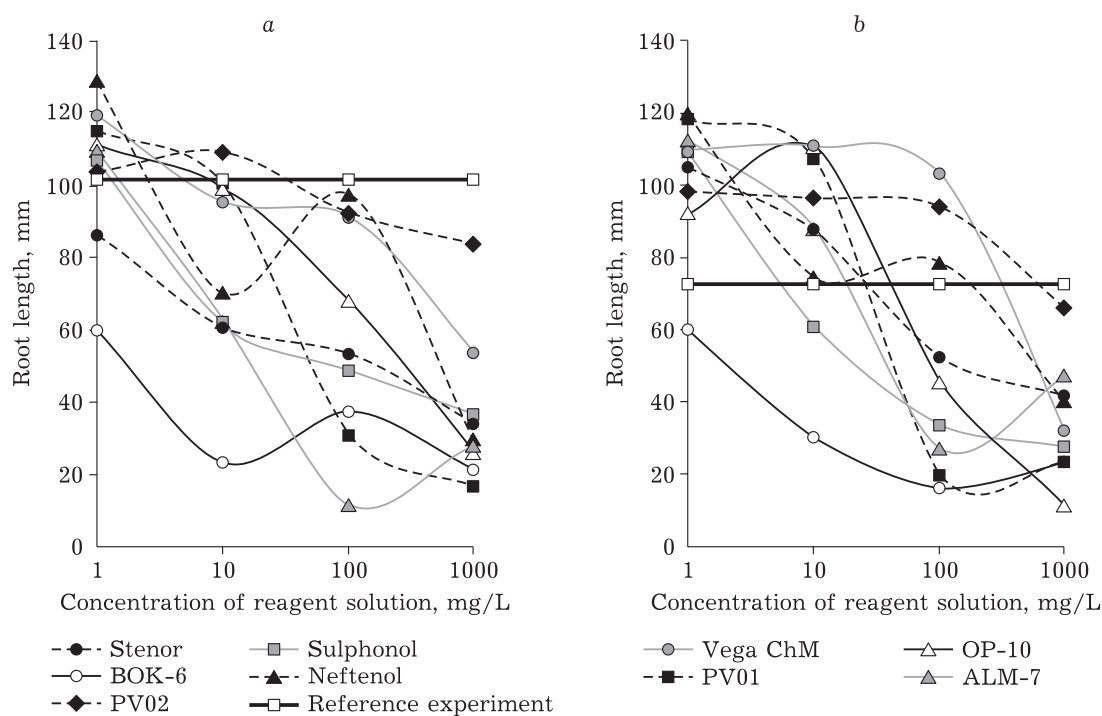 a
b
140
120
100
80
60
40
20
0
Root length, mm
1
10
100
1000
Concentration of reagent solution, mg/L
140
120
100
80
60
40
20
0
Root length, mm
1
10
100
1000
Concentration of reagent solution, mg/L
Stenor
Sulphonol
Vega ChM
OP-10
BOK-6
Neftenol
PV01
ALM-7
PV02
Reference experiment